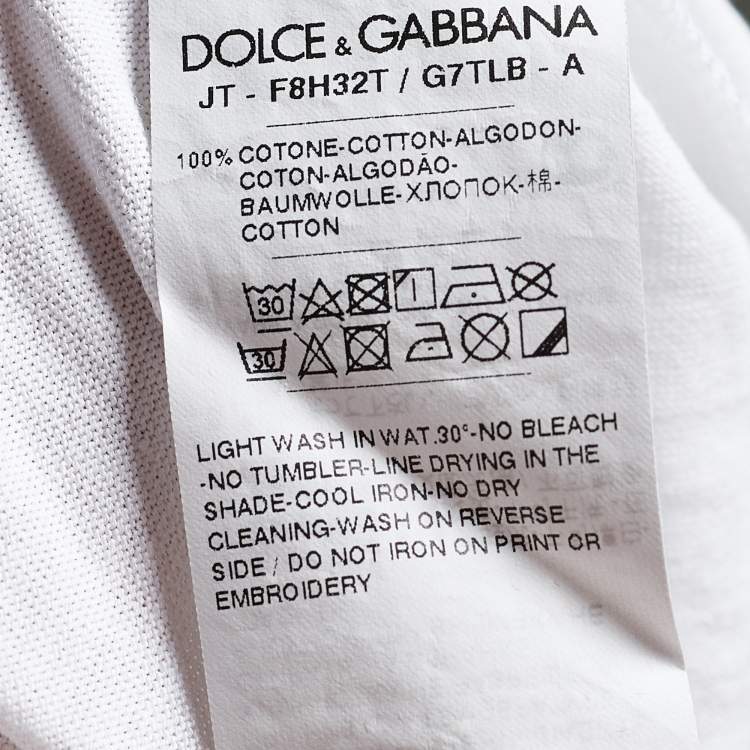 DOLCE & GABBANA
JT - F8H32T / G7TLB - A
100% COTONE-COTTON-ALGODON-
COTON-ALGODÃO-
BAUMWOLLE-ХЛОПОК-棉-
COTTON
30
30
LIGHT WASH IN WAT.30°-NO BLEACH
-NO TUMBLER-LINE DRYING IN THE
SHADE-COOL IRON-NO DRY
CLEANING-WASH ON REVERSE
SIDE / DO NOT IRON ON PRINT OR
EMBROIDERY